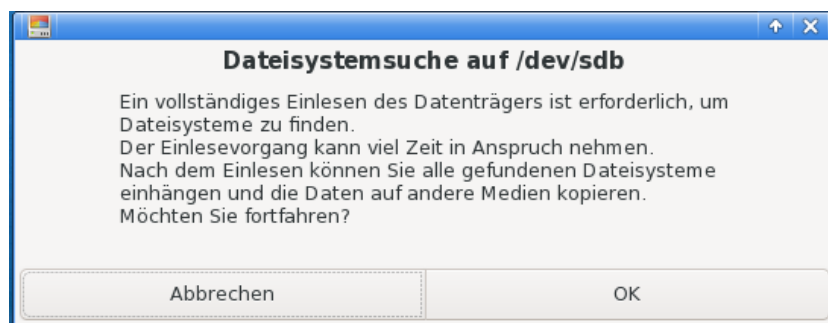 Dateisystemsuche auf /dev/sdb
Ein vollständiges Einlesen des Datenträgers ist erforderlich, um
Dateisysteme zu finden.
Der Einlesevorgang kann viel Zeit in Anspruch nehmen.
Nach dem Einlesen können Sie alle gefundenen Dateisysteme
einhängen und die Daten auf andere Medien kopieren.
Möchten Sie fortfahren?
Abbrechen
OK